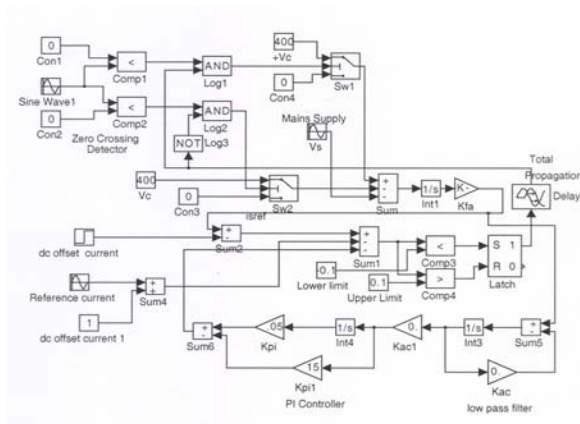 400
+Vc
0
Con1
<
Comp1
AND
Log1
0
Con4
Sw1
Sine Wave1
0
Con2
<
Comp2
AND
Log2
Mains Supply
Vs
Zero Crossing
Detector
NOT
Log3
Total
Propagation
Delay
400
Vc
0
Con3
Sw2
Isref
+
-
-
Sum
1/s
Int1
K-
Kfa
dc offset current
+
-
Sum2
+
-
-
Sum1
<
Comp3
S 1
R 0
Latch
-0.1
Lower limit
0.1
Upper Limit
>
Comp4
Reference current
+
+
Sum4
1
dc offset current 1
+
-
Sum6
.05
Kpi
1/s
Int4
0.
Kac1
1/s
Int3
+
-
Sum5
15
Kpi1
0.
Kac
PI Controller
low pass filter